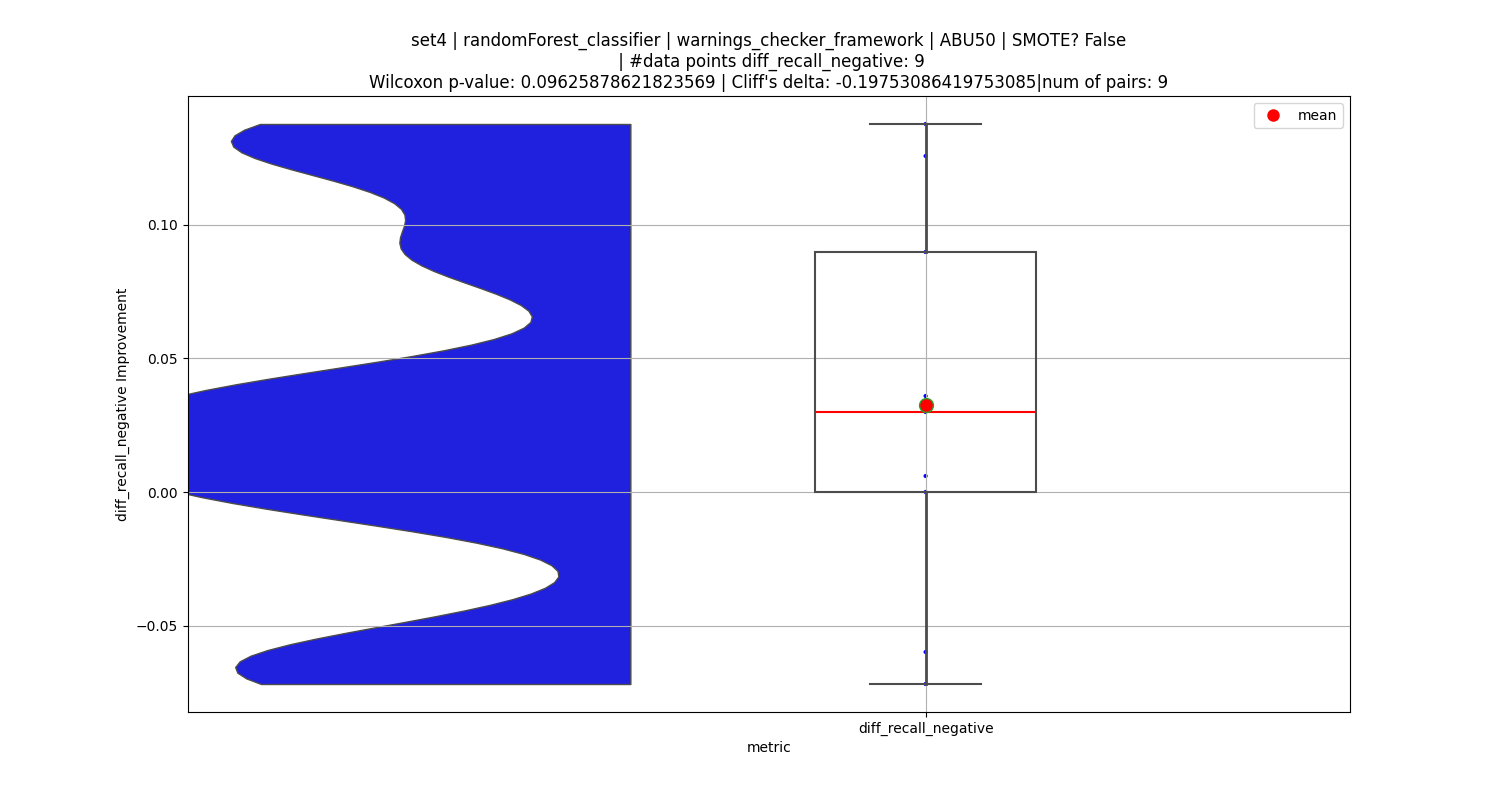 set4 | randomForest_classifier | warnings_checker_framework | ABU50 | SMOTE? False
| #data points diff_recall_negative: 9
Wilcoxon p-value: 0.09625878621823569 | Cliff's delta: -0.19753086419753085|num of pairs: 9
mean
0.10
0.05
0.00
−0.05
diff_recall_negative Improvement
diff_recall_negative
metric